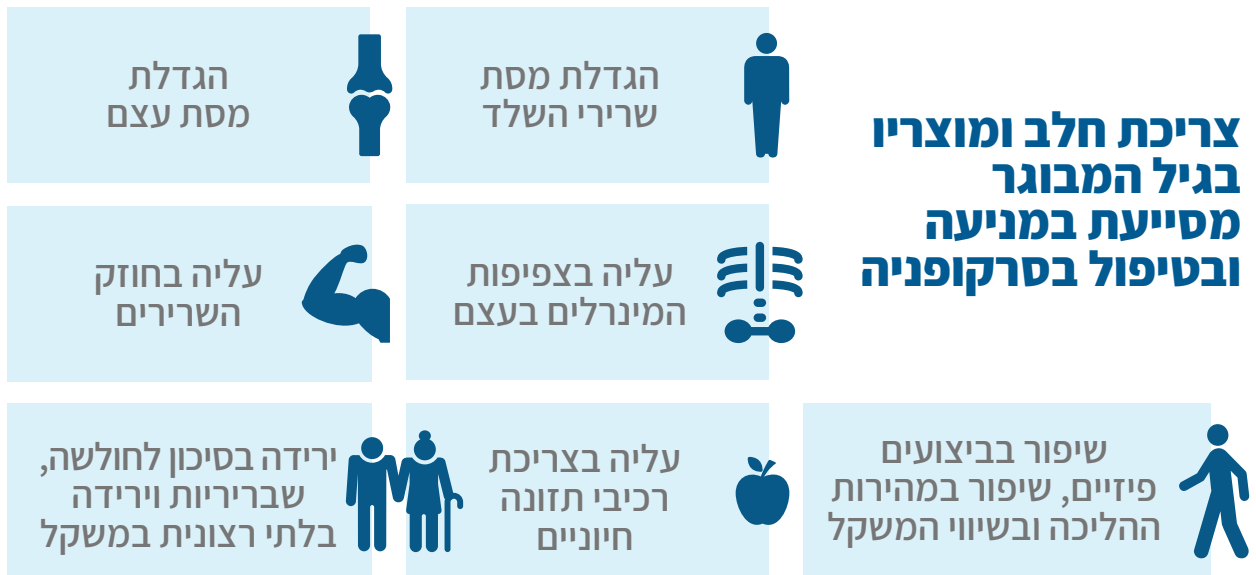 צריכת חלב ומוצריו
בגיל המבוגר
מסייעת במניעה
ובטיפול בסרקופניה
הגדלת מסת
שרירי השלד
הגדלת
מסת עצם
עליה בצפיפות
המינרלים בעצם
עליה בחוזק
השרירים
שיפור בביצועים
פיזיים, שיפור במהירות
ההליכה ובשיווי המשקל
עליה בצריכת
רכיבי תזונה
חיוניים
ירידה בסיכון לחולשה,
שבריריות וירידה
בלתי רצונית במשקל